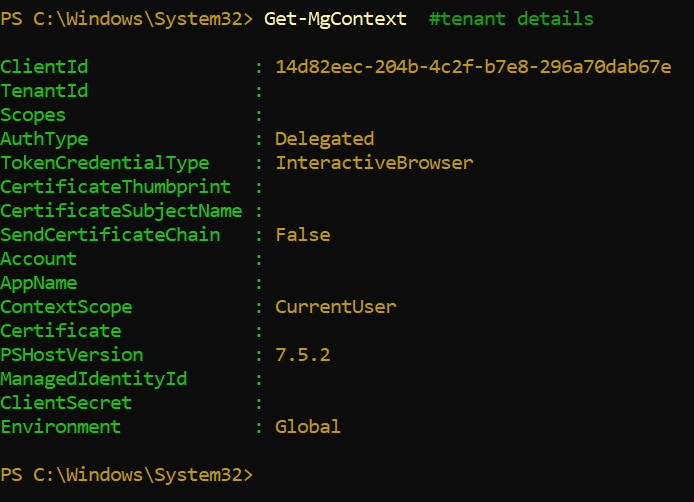 PS C:\Windows\System32> Get-MgContext  #tenant details
ClientId               : 14d82eec-204b-4c2f-b7e8-296a70dab67e
TenantId               :
Scopes                 :
AuthType               : Delegated
TokenCredentialType    : InteractiveBrowser
CertificateThumbprint  :
CertificateSubjectName :
SendCertificateChain   : False
Account                :
AppName                :
ContextScope           : CurrentUser
Certificate            :
PSHostVersion          : 7.5.2
ManagedIdentityId      :
ClientSecret           :
Environment            : Global
PS C:\Windows\System32>